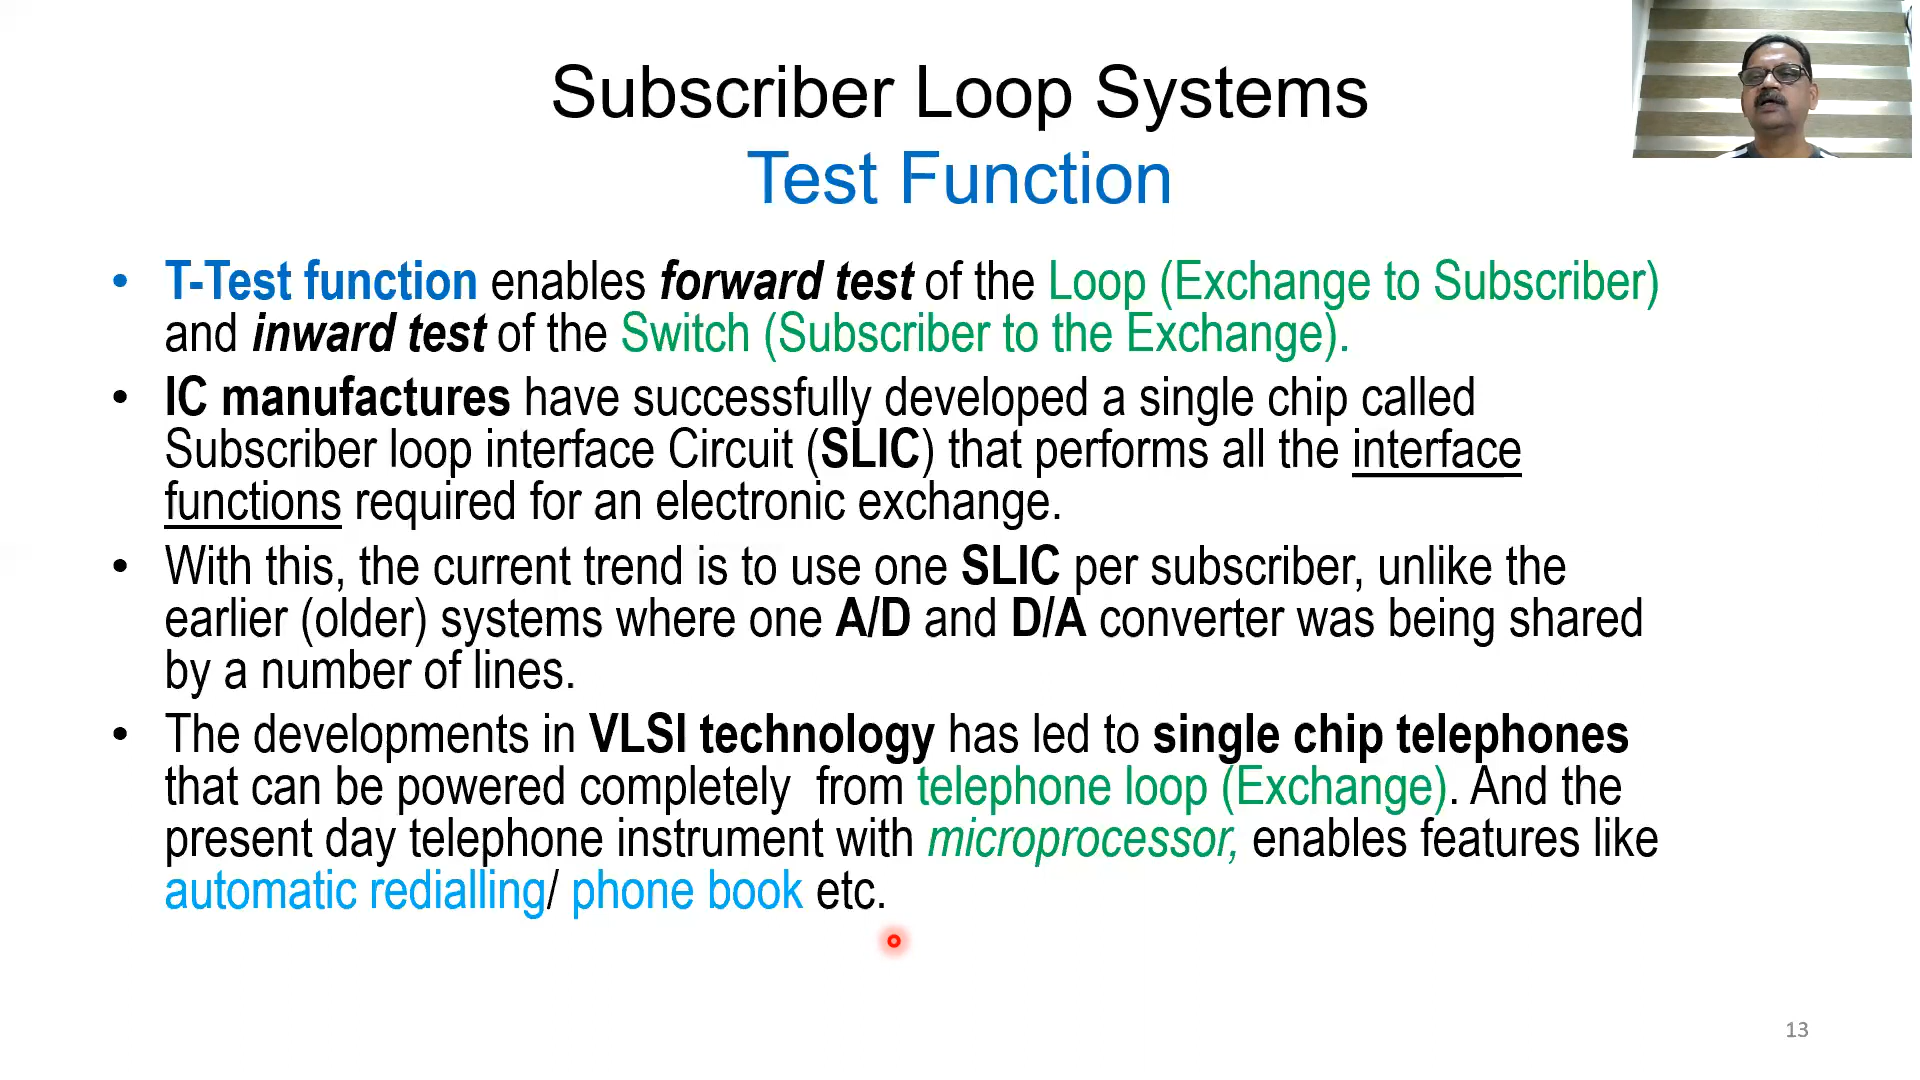 Subscriber Loop Systems
Test Function
• T-Test function enables forward test of the Loop (Exchange to Subscriber)
and inward test of the Switch (Subscriber to the Exchange).
• IC manufactures have successfully developed a single chip called
Subscriber loop interface Circuit (SLIC) that performs all the interface
functions required for an electronic exchange.
• With this, the current trend is to use one SLIC per subscriber, unlike the
earlier (older) systems where one A/D and D/A converter was being shared
by a number of lines.
• The developments in VLSI technology has led to single chip telephones
that can be powered completely from telephone loop (Exchange). And the
present day telephone instrument with microprocessor, enables features like
automatic redialling/ phone book etc.
13